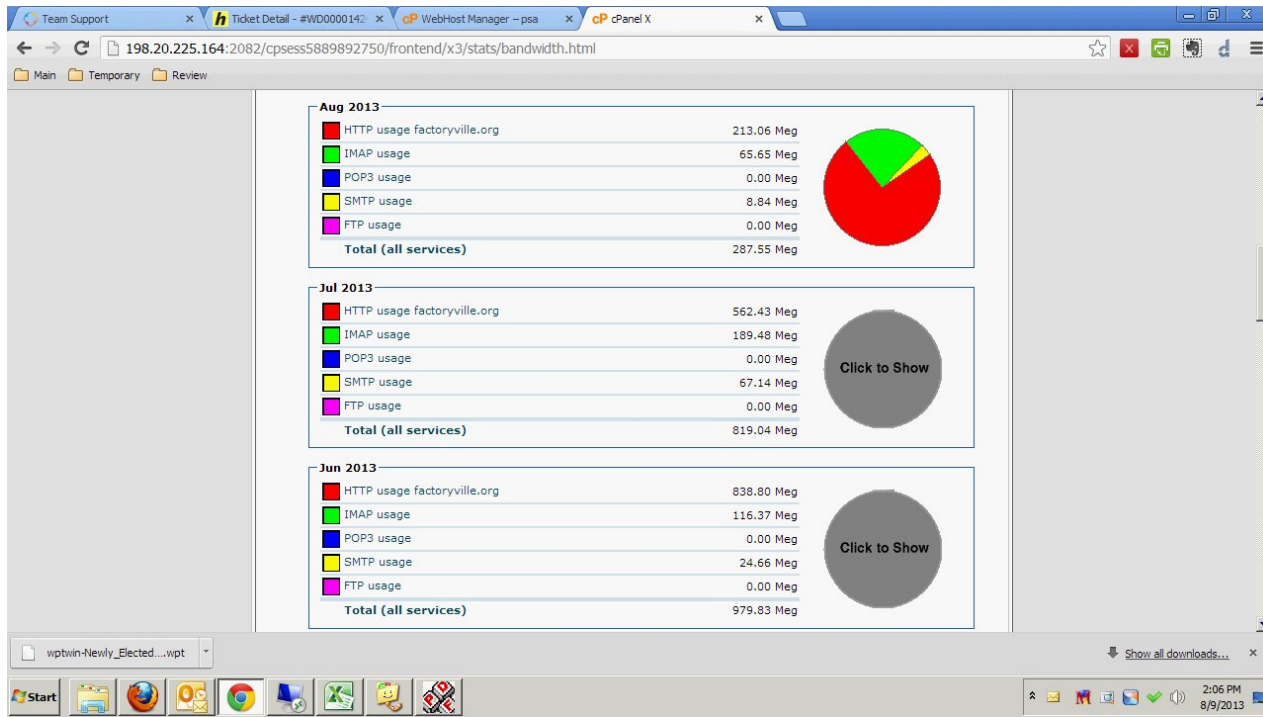 Team Support
Ticket Detail - #WD0000142
WebHost Manager – psa
cPanel X
198.20.225.164:2082/cpsess5889892750/frontend/x3/stats/bandwidth.html
Main Temporary Review
Aug 2013
HTTP usage factoryville.org 213.06 Meg
IMAP usage 65.65 Meg
POP3 usage 0.00 Meg
SMTP usage 8.84 Meg
FTP usage 0.00 Meg
Total (all services) 287.55 Meg
Jul 2013
HTTP usage factoryville.org 562.43 Meg
IMAP usage 189.48 Meg
POP3 usage 0.00 Meg
SMTP usage 67.14 Meg
FTP usage 0.00 Meg
Total (all services) 819.04 Meg
Click to Show
Jun 2013
HTTP usage factoryville.org 838.80 Meg
IMAP usage 116.37 Meg
POP3 usage 0.00 Meg
SMTP usage 24.66 Meg
FTP usage 0.00 Meg
Total (all services) 979.83 Meg
Click to Show
wptwin-Newly_Elected....wpt
Show all downloads...
Start
2:06 PM
8/9/2013